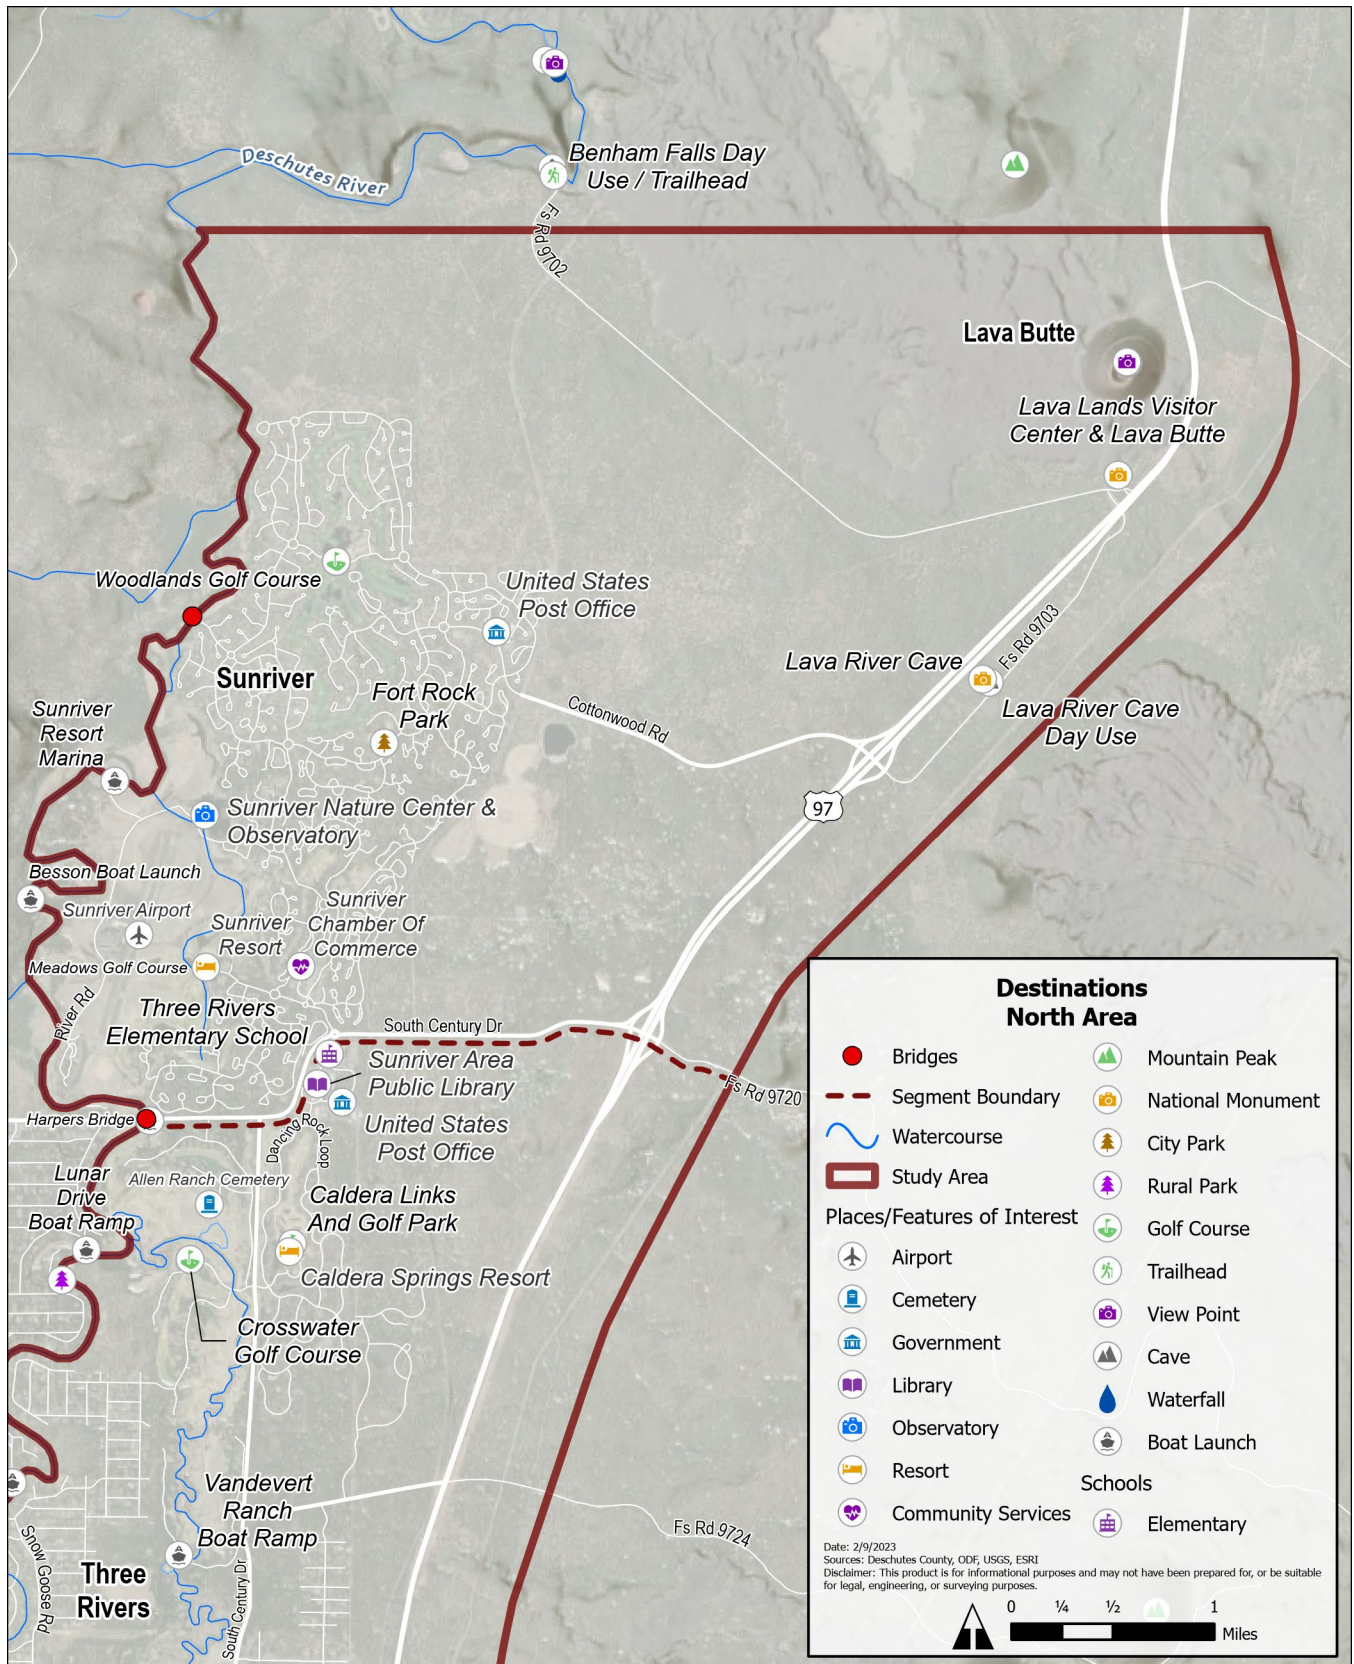 Deschutes River
Benham Falls Day
Use / Trailhead
Fs Rd 9702
Lava Butte
Lava Lands Visitor
Center & Lava Butte
Woodlands Golf Course
United States
Post Office
Fs Rd 9703
Lava River Cave
Sunriver
Fort Rock
Park
Sunriver
Resort
Marina
Cottonwood Rd
Lava River Cave
Day Use
97
Sunriver Nature Center &
Observatory
Besson Boat Launch
Sunriver Airport
Sunriver
Resort
Sunriver
Chamber Of
Commerce
Meadows Golf Course
River Rd
Three Rivers
Elementary School
South Century Dr
Sunriver Area
Public Library
Fs Rd 9720
Harpers Bridge
Dancing Rock Loop
United States
Post Office
Lunar
Drive
Boat Ramp
Allen Ranch Cemetery
Caldera Links
And Golf Park
Caldera Springs Resort
Crosswater
Golf Course
Vandevert
Ranch
Boat Ramp
Fs Rd 9724
Snow Goose Rd
Three
Rivers
South Century Dr
Destinations
North Area
Bridges
Segment Boundary
Watercourse
Study Area
Places/Features of Interest
Airport
Cemetery
Government
Library
Observatory
Resort
Community Services
Mountain Peak
National Monument
City Park
Rural Park
Golf Course
Trailhead
View Point
Cave
Waterfall
Boat Launch
Schools
Elementary
Date: 2/9/2023
Sources: Deschutes County, ODF, USGS, ESRI
Disclaimer: This product is for informational purposes and may not have been prepared for, or be suitable
for legal, engineering, or surveying purposes.
0 ¼ ½ 1
Miles